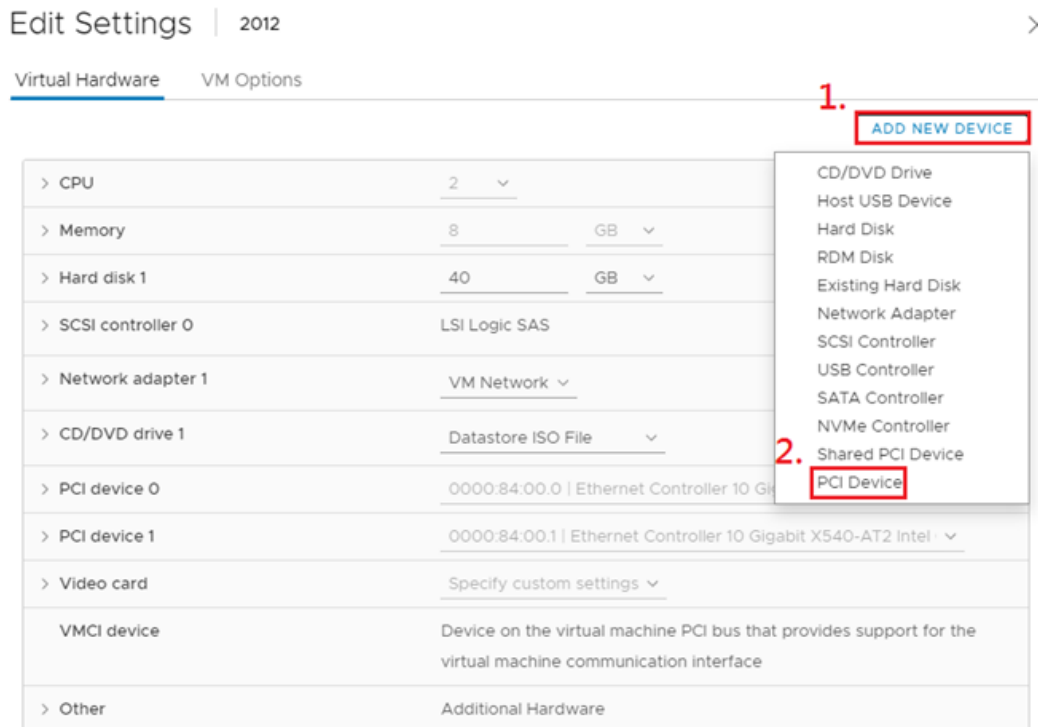 Edit Settings 2012
Virtual Hardware VM Options
1.
ADD NEW DEVICE
CD/DVD Drive
Host USB Device
Hard Disk
RDM Disk
Existing Hard Disk
Network Adapter
SCSI Controller
USB Controller
SATA Controller
NVMe Controller
2.
Shared PCI Device
PCI Device
CPU 2
Memory 8 GB
Hard disk 1 40 GB
SCSI controller 0 LSI Logic SAS
Network adapter 1 VM Network
CD/DVD drive 1 Datastore ISO File
PCI device 0 0000:84:00.0 | Ethernet Controller 10
PCI device 1 0000:84:00.1 | Ethernet Controller 10 Gigabit X540-AT2 Intel
Video card Specify custom settings
VMCI device Device on the virtual machine PCI bus that provides support for the
virtual machine communication interface
Other Additional Hardware